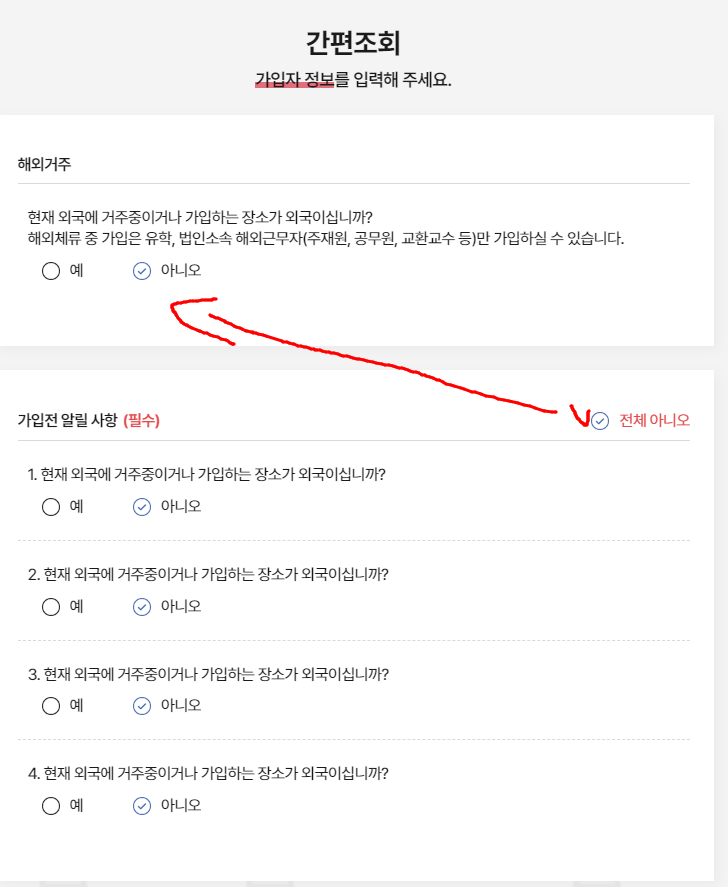 간편조회
가입자 정보를 입력해 주세요.
해외거주
현재 외국에 거주중이거나 가입하는 장소가 외국이십니까?
해외체류 중 가입은 유학, 법인소속 해외근무자(주재원, 공무원, 교환교수 등)만 가입하실 수 있습니다.
예 아니오
가입전 알릴 사항 (필수) 전체 아니오
1. 현재 외국에 거주중이거나 가입하는 장소가 외국이십니까?
예 아니오
2. 현재 외국에 거주중이거나 가입하는 장소가 외국이십니까?
예 아니오
3. 현재 외국에 거주중이거나 가입하는 장소가 외국이십니까?
예 아니오
4. 현재 외국에 거주중이거나 가입하는 장소가 외국이십니까?
예 아니오